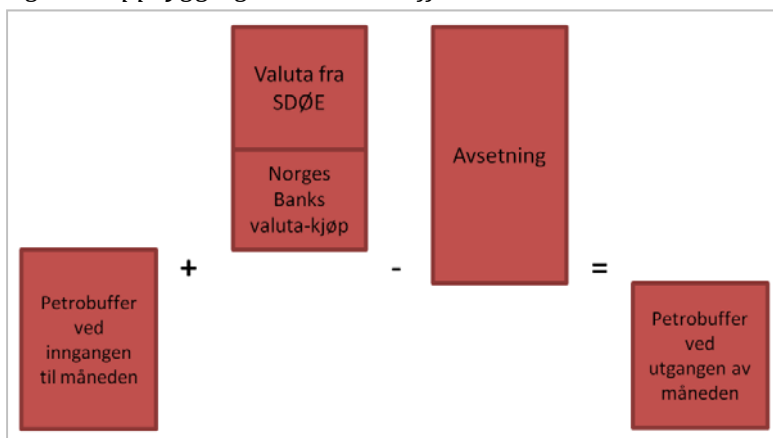 Valuta fra
SDØE
Norges
Banks
valuta-kjøp
Avsetning
+
-
=
Petrobuffer
ved
inngangen
til måneden
Petrobuffer
ved
utgangen av
måneden